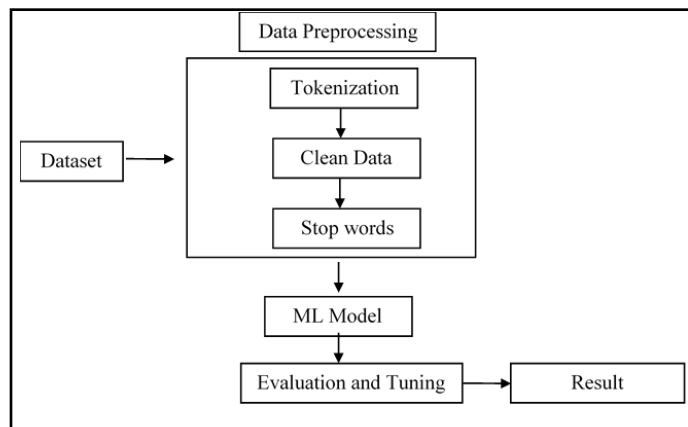 Data Preprocessing
Tokenization
Clean Data
Dataset
Stop words
ML Model
Evaluation and Tuning
Result